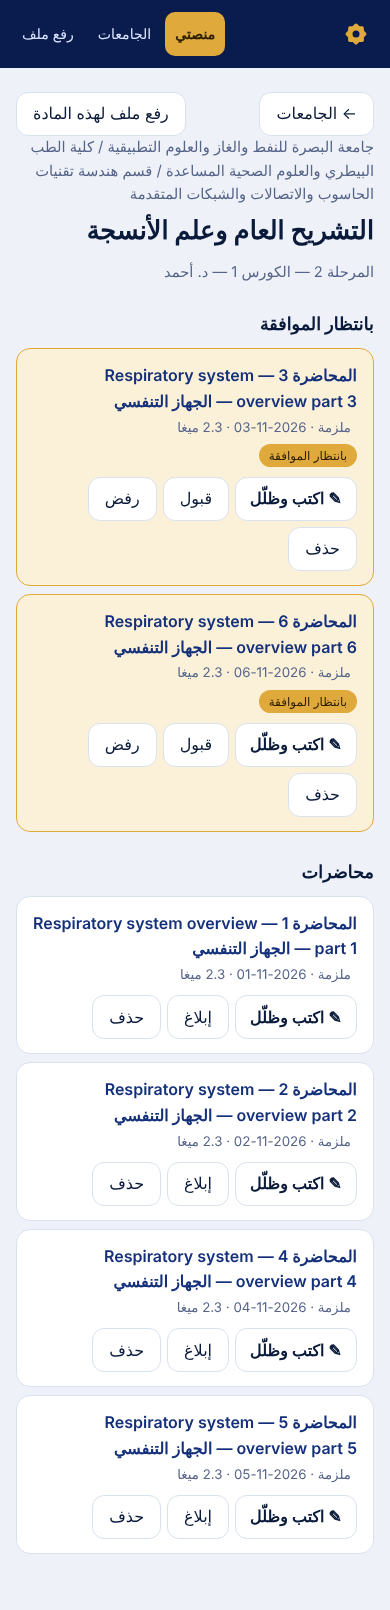 منصتي
الجامعات
رفع ملف
← الجامعات
رفع ملف لهذه المادة
جامعة البصرة للنفط والغاز والعلوم التطبيقية / كلية الطب
البيطري والعلوم الصحية المساعدة / قسم هندسة تقنيات
الحاسوب والاتصالات والشبكات المتقدمة
التشريح العام وعلم الأنسجة
المرحلة 2 — الكورس 1 — د. أحمد
بانتظار الموافقة
المحاضرة 3 — Respiratory system
overview part 3 — الجهاز التنفسي
ملزمة · 2026-11-03 · 2.3 ميغا
بانتظار الموافقة
✎ اكتب وظلّل
قبول
رفض
حذف
المحاضرة 6 — Respiratory system
overview part 6 — الجهاز التنفسي
ملزمة · 2026-11-06 · 2.3 ميغا
بانتظار الموافقة
✎ اكتب وظلّل
قبول
رفض
حذف
محاضرات
المحاضرة 1 — Respiratory system overview
part 1 — الجهاز التنفسي
ملزمة · 2026-11-01 · 2.3 ميغا
✎ اكتب وظلّل
إبلاغ
حذف
المحاضرة 2 — Respiratory system
overview part 2 — الجهاز التنفسي
ملزمة · 2026-11-02 · 2.3 ميغا
✎ اكتب وظلّل
إبلاغ
حذف
المحاضرة 4 — Respiratory system
overview part 4 — الجهاز التنفسي
ملزمة · 2026-11-04 · 2.3 ميغا
✎ اكتب وظلّل
إبلاغ
حذف
المحاضرة 5 — Respiratory system
overview part 5 — الجهاز التنفسي
ملزمة · 2026-11-05 · 2.3 ميغا
✎ اكتب وظلّل
إبلاغ
حذف